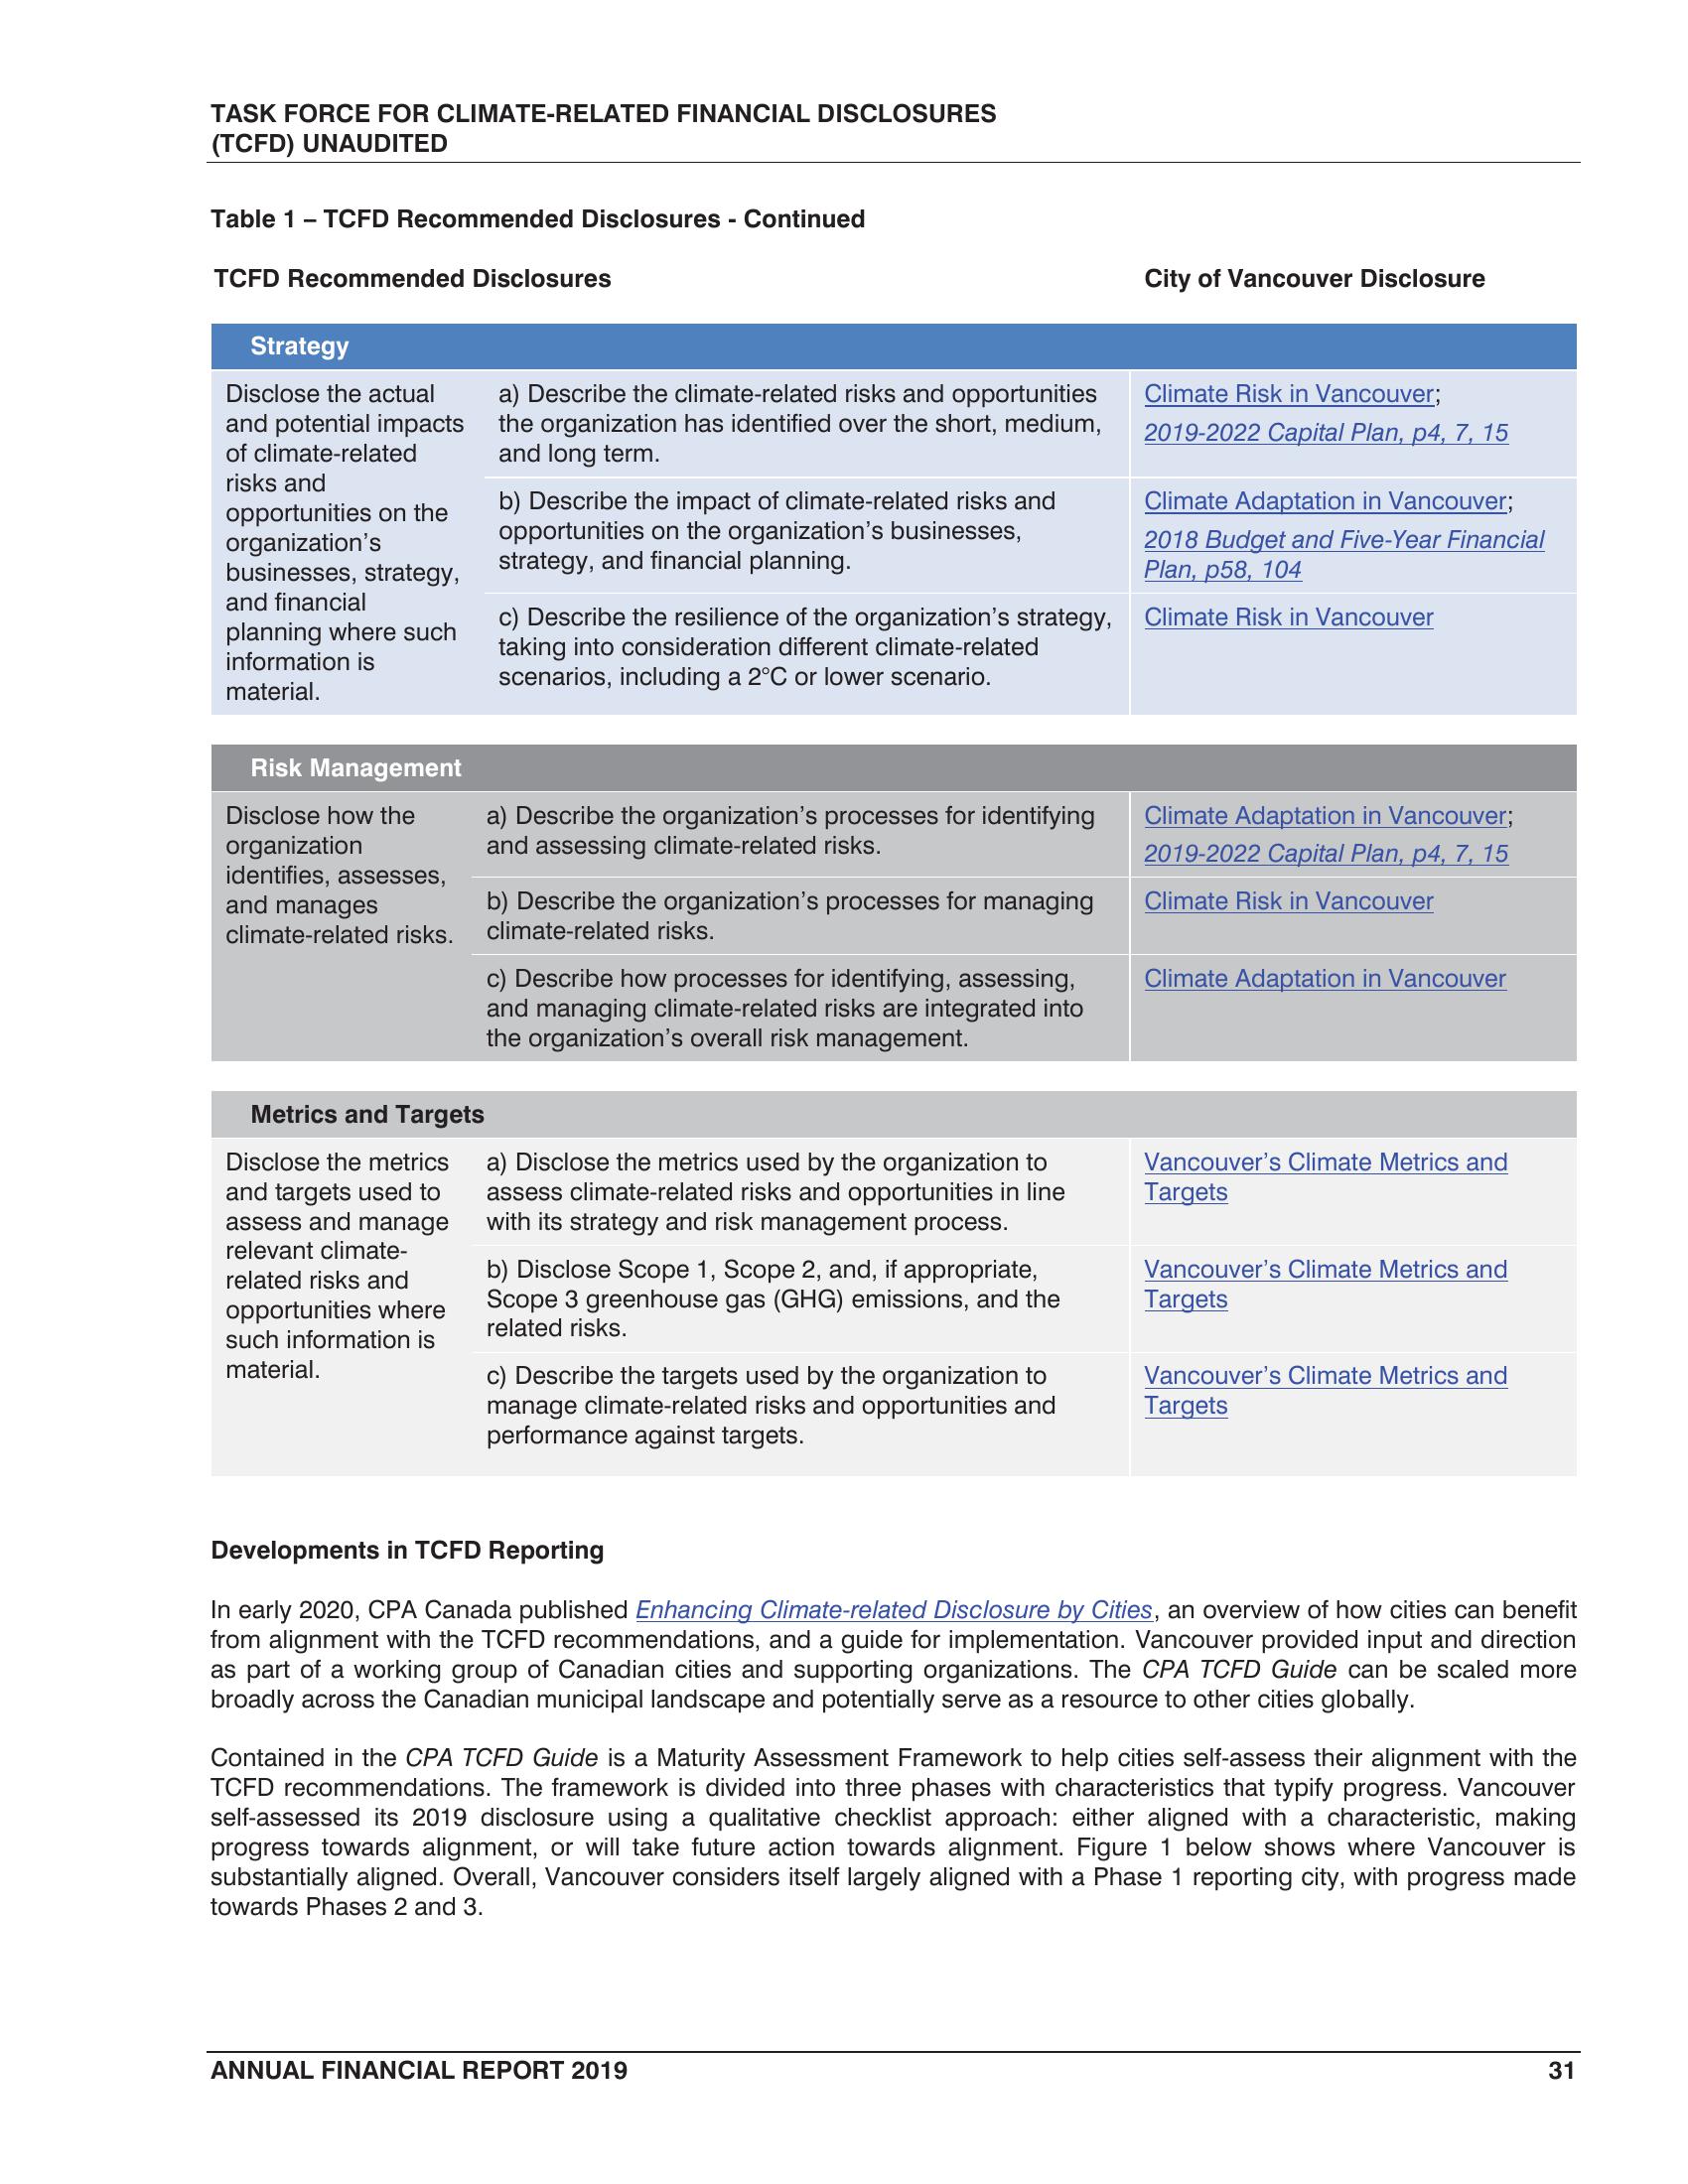 TASK FORCE FOR CLIMATE-RELATED FINANCIAL DISCLOSURES
(TCFD) UNAUDITED
Table 1 – TCFD Recommended Disclosures - Continued
TCFD Recommended Disclosures
City of Vancouver Disclosure
Strategy
Disclose the actual
and potential impacts
of climate-related
risks and
opportunities on the
organization’s
businesses, strategy,
and financial
planning where such
information is
material.
a) Describe the climate-related risks and opportunities
the organization has identified over the short, medium,
and long term.
Climate Risk in Vancouver;
2019-2022 Capital Plan, p4, 7, 15
b) Describe the impact of climate-related risks and
opportunities on the organization’s businesses,
strategy, and financial planning.
Climate Adaptation in Vancouver;
2018 Budget and Five-Year Financial
Plan, p58, 104
c) Describe the resilience of the organization’s strategy,
taking into consideration different climate-related
scenarios, including a 2°C or lower scenario.
Climate Risk in Vancouver
Risk Management
Disclose how the
organization
identifies, assesses,
and manages
climate-related risks.
a) Describe the organization’s processes for identifying
and assessing climate-related risks.
Climate Adaptation in Vancouver;
2019-2022 Capital Plan, p4, 7, 15
b) Describe the organization’s processes for managing
climate-related risks.
Climate Risk in Vancouver
c) Describe how processes for identifying, assessing,
and managing climate-related risks are integrated into
the organization’s overall risk management.
Climate Adaptation in Vancouver
Metrics and Targets
Disclose the metrics
and targets used to
assess and manage
relevant climate-
related risks and
opportunities where
such information is
material.
a) Disclose the metrics used by the organization to
assess climate-related risks and opportunities in line
with its strategy and risk management process.
Vancouver’s Climate Metrics and
Targets
b) Disclose Scope 1, Scope 2, and, if appropriate,
Scope 3 greenhouse gas (GHG) emissions, and the
related risks.
Vancouver’s Climate Metrics and
Targets
c) Describe the targets used by the organization to
manage climate-related risks and opportunities and
performance against targets.
Vancouver’s Climate Metrics and
Targets
Developments in TCFD Reporting
In early 2020, CPA Canada published Enhancing Climate-related Disclosure by Cities, an overview of how cities can benefit
from alignment with the TCFD recommendations, and a guide for implementation. Vancouver provided input and direction
as part of a working group of Canadian cities and supporting organizations. The CPA TCFD Guide can be scaled more
broadly across the Canadian municipal landscape and potentially serve as a resource to other cities globally.
Contained in the CPA TCFD Guide is a Maturity Assessment Framework to help cities self-assess their alignment with the
TCFD recommendations. The framework is divided into three phases with characteristics that typify progress. Vancouver
self-assessed its 2019 disclosure using a qualitative checklist approach: either aligned with a characteristic, making
progress towards alignment, or will take future action towards alignment. Figure 1 below shows where Vancouver is
substantially aligned. Overall, Vancouver considers itself largely aligned with a Phase 1 reporting city, with progress made
towards Phases 2 and 3.
ANNUAL FINANCIAL REPORT 2019
31